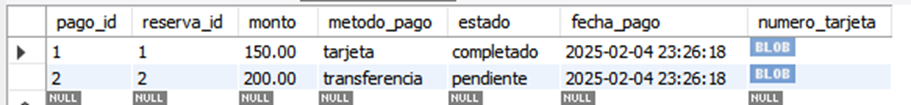 pago_id reserva_id monto metodo_pago estado fecha_pago numero_tarjeta
1 1 150.00 tarjeta completado 2025-02-04 23:26:18 BLOB
2 2 200.00 transferencia pendiente 2025-02-04 23:26:18 BLOB
NULL NULL NULL NULL NULL NULL NULL